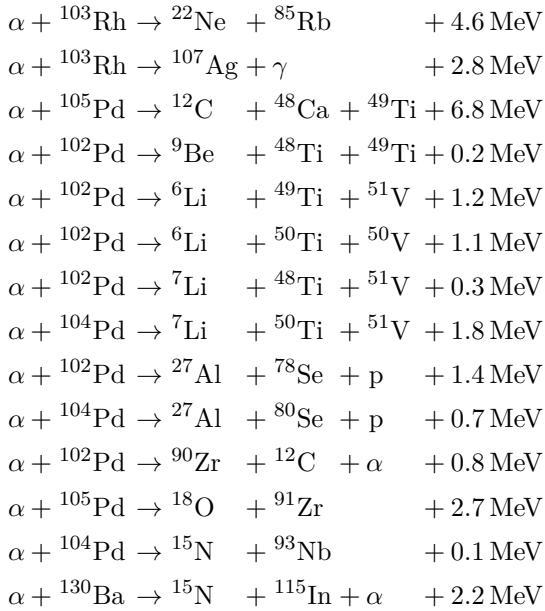 α + ¹⁰³Rh → ²²Ne + ⁸⁵Rb + 4.6 MeV
α + ¹⁰³Rh → ¹⁰⁷Ag + γ + 2.8 MeV
α + ¹⁰⁵Pd → ¹²C + ⁴⁸Ca + ⁴⁹Ti + 6.8 MeV
α + ¹⁰²Pd → ⁹Be + ⁴⁸Ti + ⁴⁹Ti + 0.2 MeV
α + ¹⁰²Pd → ⁶Li + ⁴⁹Ti + ⁵¹V + 1.2 MeV
α + ¹⁰²Pd → ⁶Li + ⁵⁰Ti + ⁵⁰V + 1.1 MeV
α + ¹⁰²Pd → ⁷Li + ⁴⁸Ti + ⁵¹V + 0.3 MeV
α + ¹⁰⁴Pd → ⁷Li + ⁵⁰Ti + ⁵¹V + 1.8 MeV
α + ¹⁰²Pd → ²⁷Al + ⁷⁸Se + p + 1.4 MeV
α + ¹⁰⁴Pd → ²⁷Al + ⁸⁰Se + p + 0.7 MeV
α + ¹⁰²Pd → ⁹⁰Zr + ¹²C + α + 0.8 MeV
α + ¹⁰⁵Pd → ¹⁸O + ⁹¹Zr + 2.7 MeV
α + ¹⁰⁴Pd → ¹⁵N + ⁹³Nb + 0.1 MeV
α + ¹³⁰Ba → ¹⁵N + ¹¹⁵In + α + 2.2 MeV